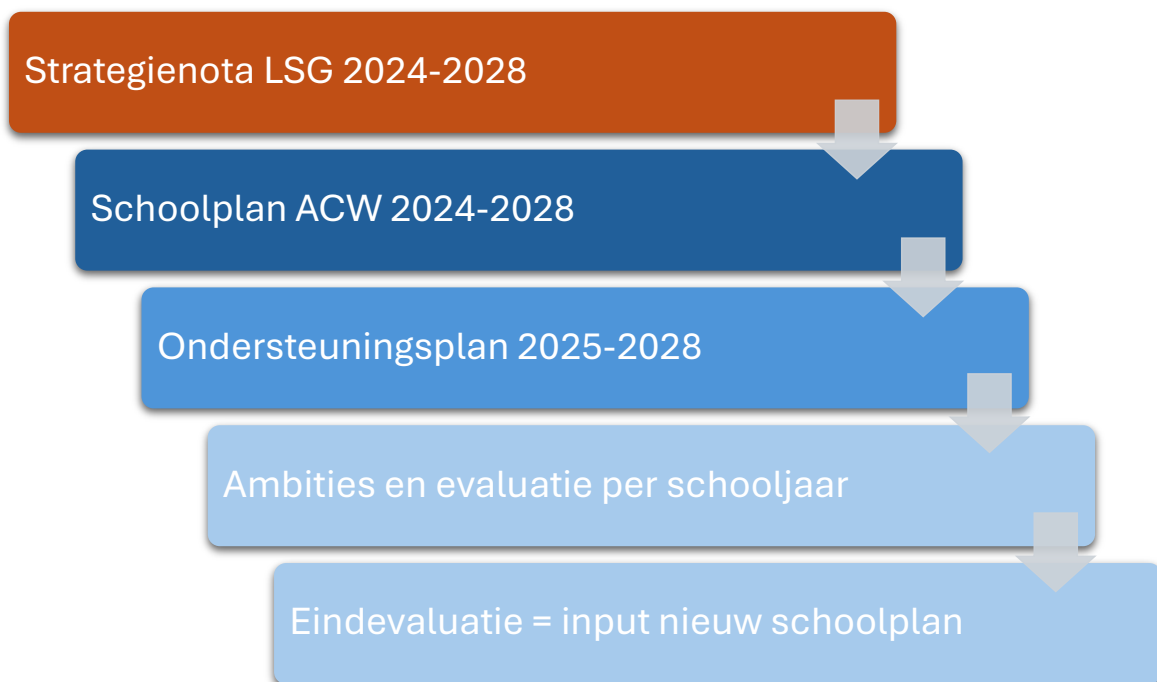 Strategienota LSG 2024-2028
Schoolplan ACW 2024-2028
Ondersteuningsplan 2025-2028
Ambities en evaluatie per schooljaar
Eindevaluatie = input nieuw schoolplan